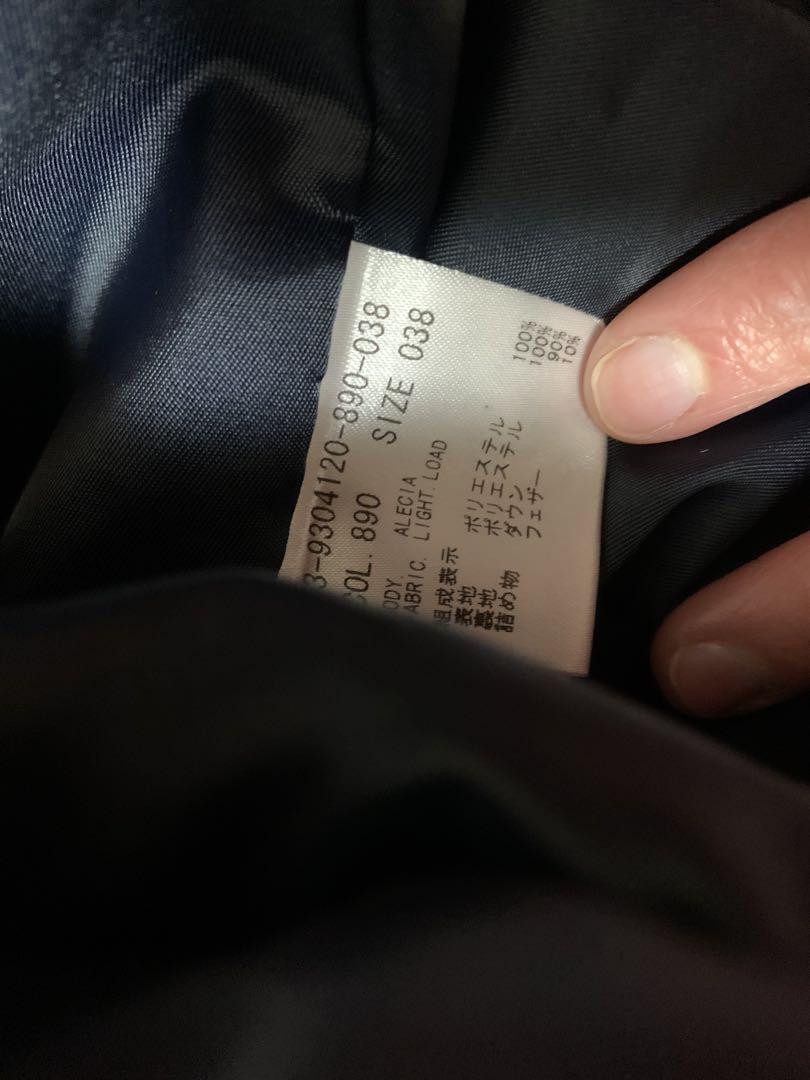 3-9304120-890-038
COL. 890 SIZE 038
ODY. ALECIA
ABRIC. LIGHT.LOAD
組成表示
表地 ポリエステル 100%
裏地 ポリエステル 100%
詰め物 ダウン 90%
フェザー 10%